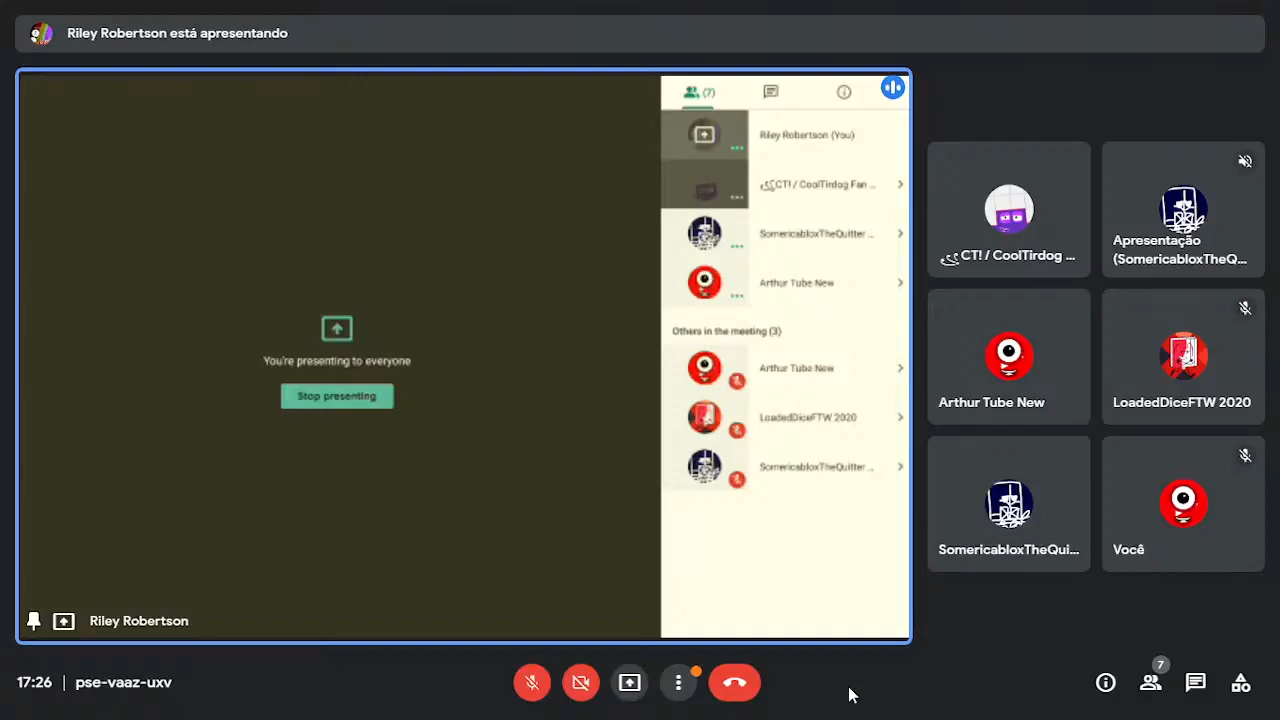 Riley Robertson está apresentando
(7)
Riley Robertson (You)
CT! / CoolTirdog Fan ...
SomericabloxTheQuitter ...
Arthur Tube New
Others in the meeting (3)
Arthur Tube New
LoadedDiceFTW 2020
SomericabloxTheQuitter ...
You're presenting to everyone
Stop presenting
Riley Robertson
CT! / CoolTirdog ...
Apresentação
(SomericabloxTheQ...
Arthur Tube New
LoadedDiceFTW 2020
SomericabloxTheQui...
Você
17:26 | pse-vaaz-uxv
7